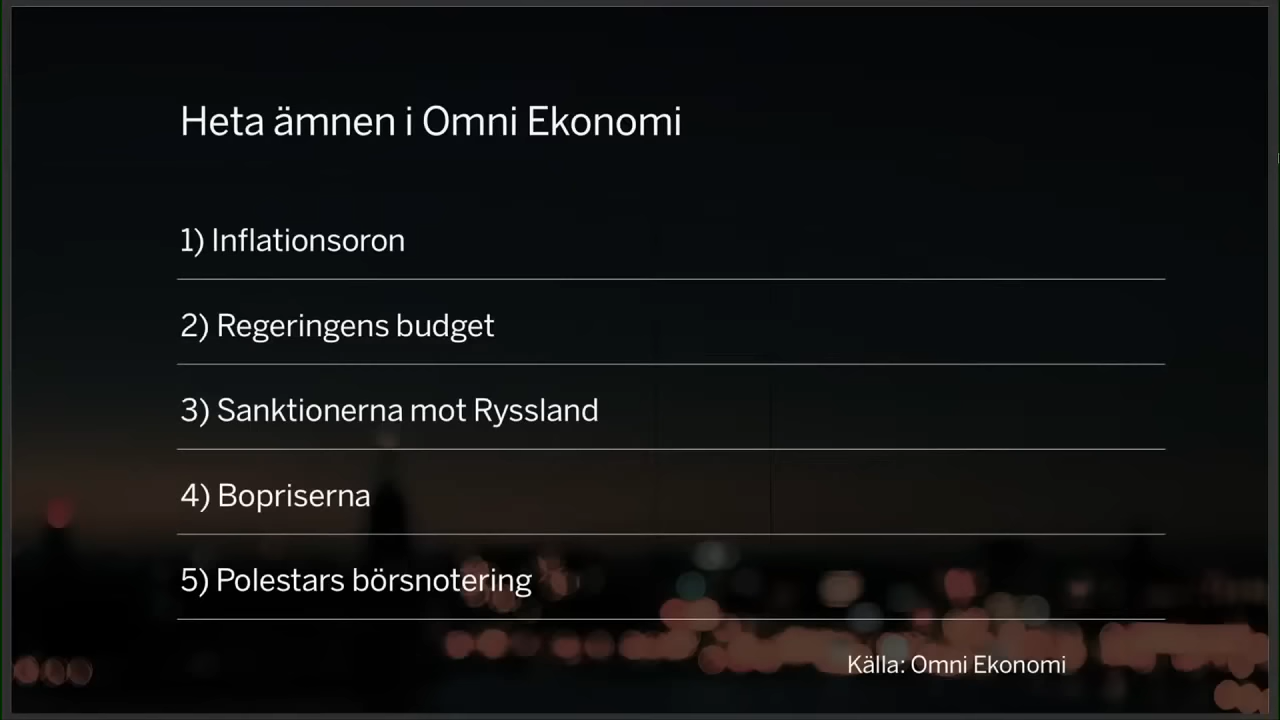 Heta ämnen i Omni Ekonomi
1) Inflationsoron
2) Regeringens budget
3) Sanktionerna mot Ryssland
4) Bopriserna
5) Polestars börsnotering
Källa: Omni Ekonomi